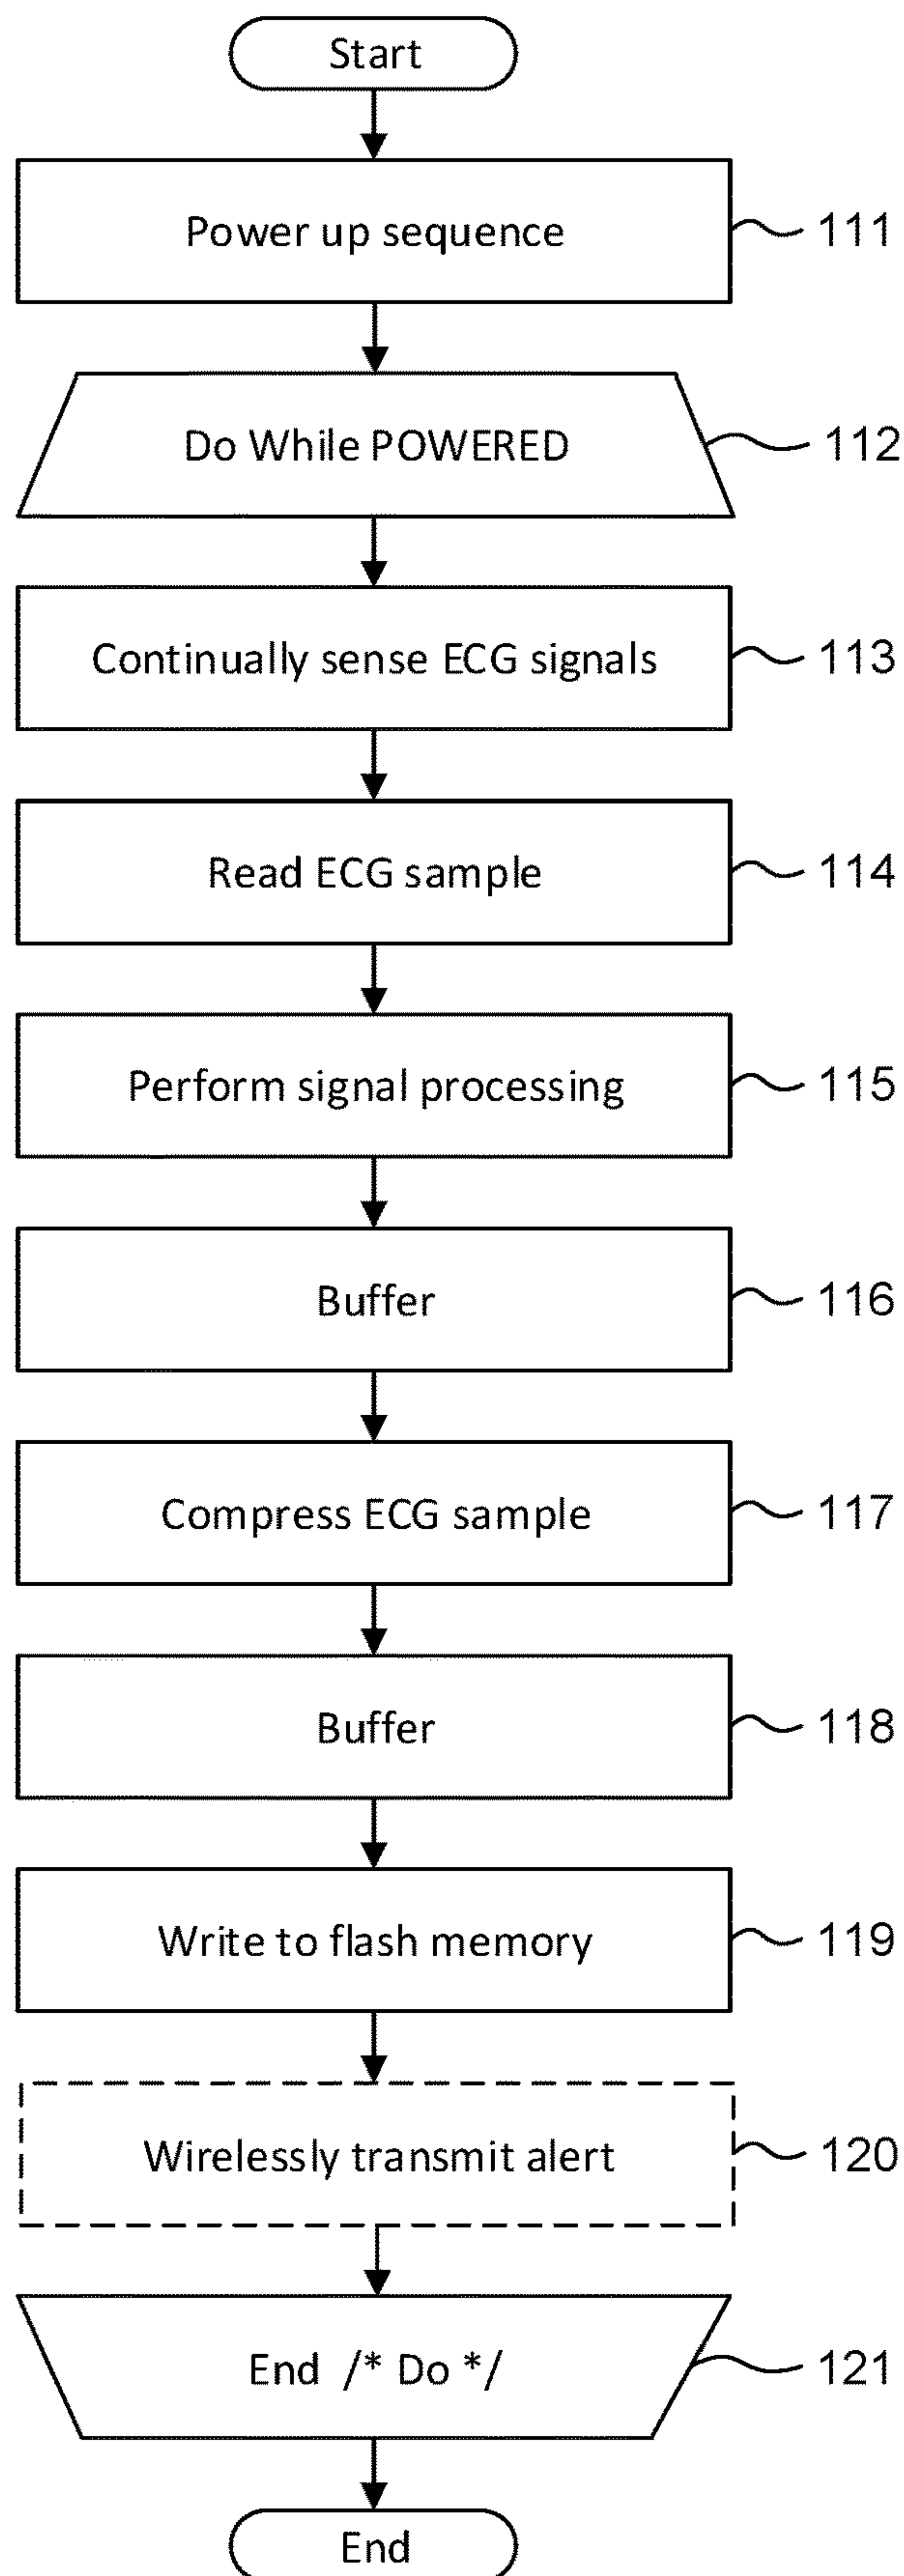 Start
Power up sequence 111
Do While POWERED 112
Continually sense ECG signals 113
Read ECG sample 114
Perform signal processing 115
Buffer 116
Compress ECG sample 117
Buffer 118
Write to flash memory 119
Wirelessly transmit alert 120
End /* Do */ 121
End